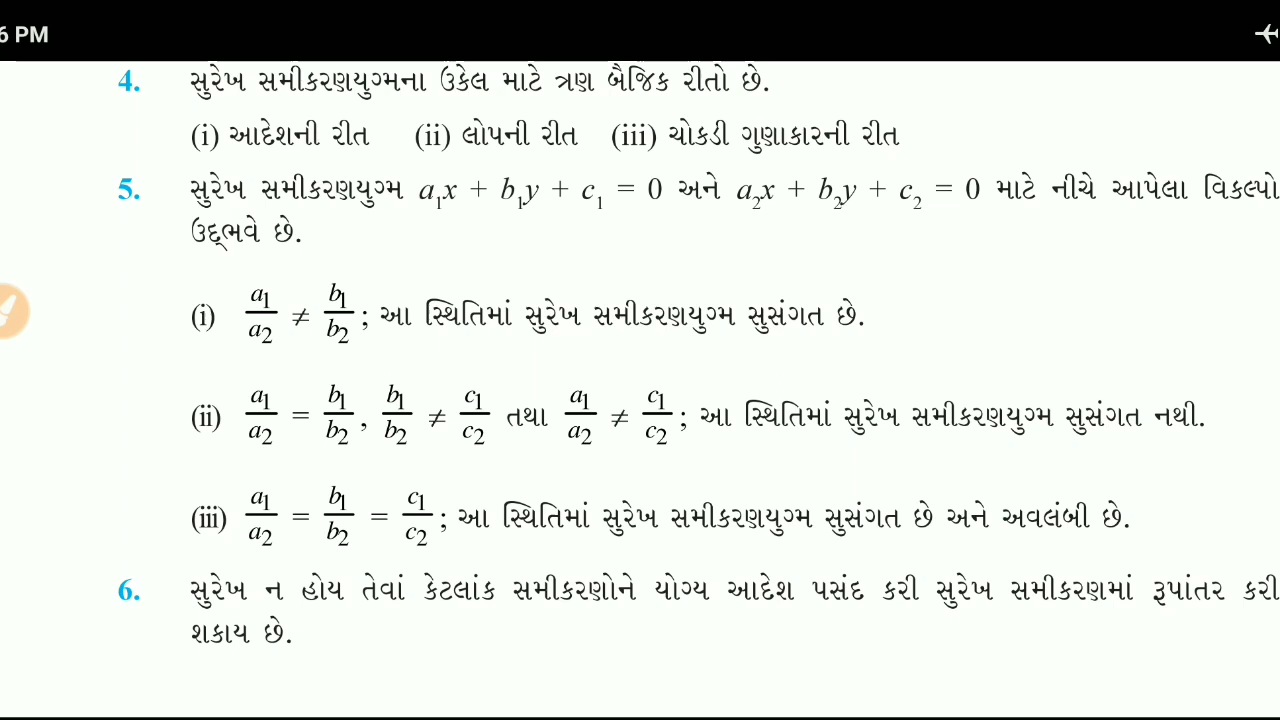 6 PM
4. સુરેખ સમીકરણયુગ્મના ઉકેલ માટે ત્રણ બૈજિક રીતો છે.
(i) આદેશની રીત (ii) લોપની રીત (iii) ચોકડી ગુણાકારની રીત
5. સુરેખ સમીકરણયુગ્મ a₁x + b₁y + c₁ = 0 અને a₂x + b₂y + c₂ = 0 માટે નીચે આપેલા વિકલ્પો
ઉદ્ભવે છે.
(i) a₁/a₂ ≠ b₁/b₂ ; આ સ્થિતિમાં સુરેખ સમીકરણયુગ્મ સુસંગત છે.
(ii) a₁/a₂ = b₁/b₂ , b₁/b₂ ≠ c₁/c₂ તથા a₁/a₂ ≠ c₁/c₂ ; આ સ્થિતિમાં સુરેખ સમીકરણયુગ્મ સુસંગત નથી.
(iii) a₁/a₂ = b₁/b₂ = c₁/c₂ ; આ સ્થિતિમાં સુરેખ સમીકરણયુગ્મ સુસંગત છે અને અવલંબી છે.
6. સુરેખ ન હોય તેવાં કેટલાંક સમીકરણોને યોગ્ય આદેશ પસંદ કરી સુરેખ સમીકરણમાં રૂપાંતર કરી
શકાય છે.